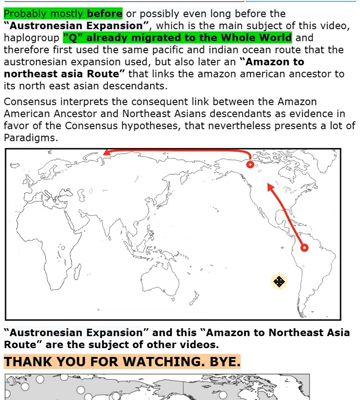 Probably mostly before or possibly even long before the
“Austronesian Expansion”, which is the main subject of this video,
haplogroup "Q" already migrated to the Whole World and
therefore first used the same pacific and indian ocean route that the
austronesian expansion used, but also later an “Amazon to
northeast asia Route” that links the amazon american ancestor to
its north east asian descendants.
Consensus interprets the consequent link between the Amazon
American Ancestor and Northeast Asians descendants as evidence in
favor of the Consensus hypotheses, that nevertheless presents a lot of
Paradigms.
“Austronesian Expansion” and this “Amazon to Northeast Asia
Route” are the subject of other videos.
THANK YOU FOR WATCHING. BYE.